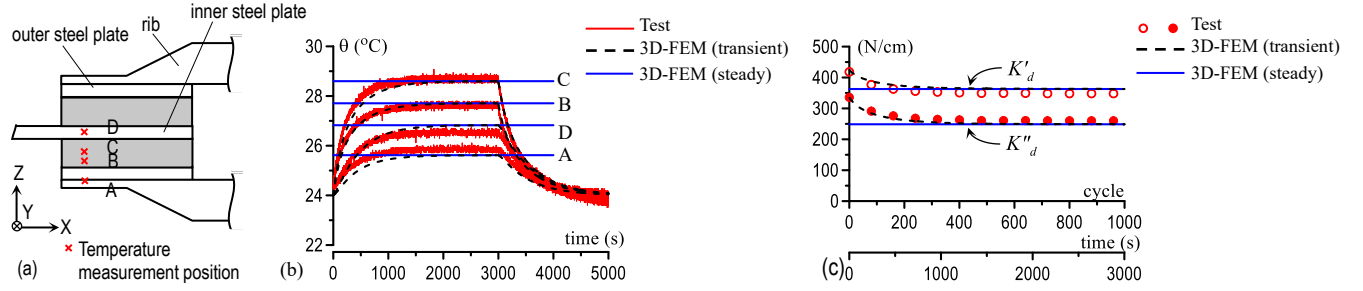 inner steel plate
rib
outer steel plate
D
C
B
A
Z
Y
X
× Temperature
measurement position
(a)
θ (°C)
30
28
26
24
22
C
B
D
A
time (s)
0 1000 2000 3000 4000 5000
(b)
Test
3D-FEM (transient)
3D-FEM (steady)
(N/cm)
500
400
300
200
100
0
K'd
K"d
cycle
0 200 400 600 800 1000
time (s)
0 1000 2000 3000
(c)
Test
3D-FEM (transient)
3D-FEM (steady)